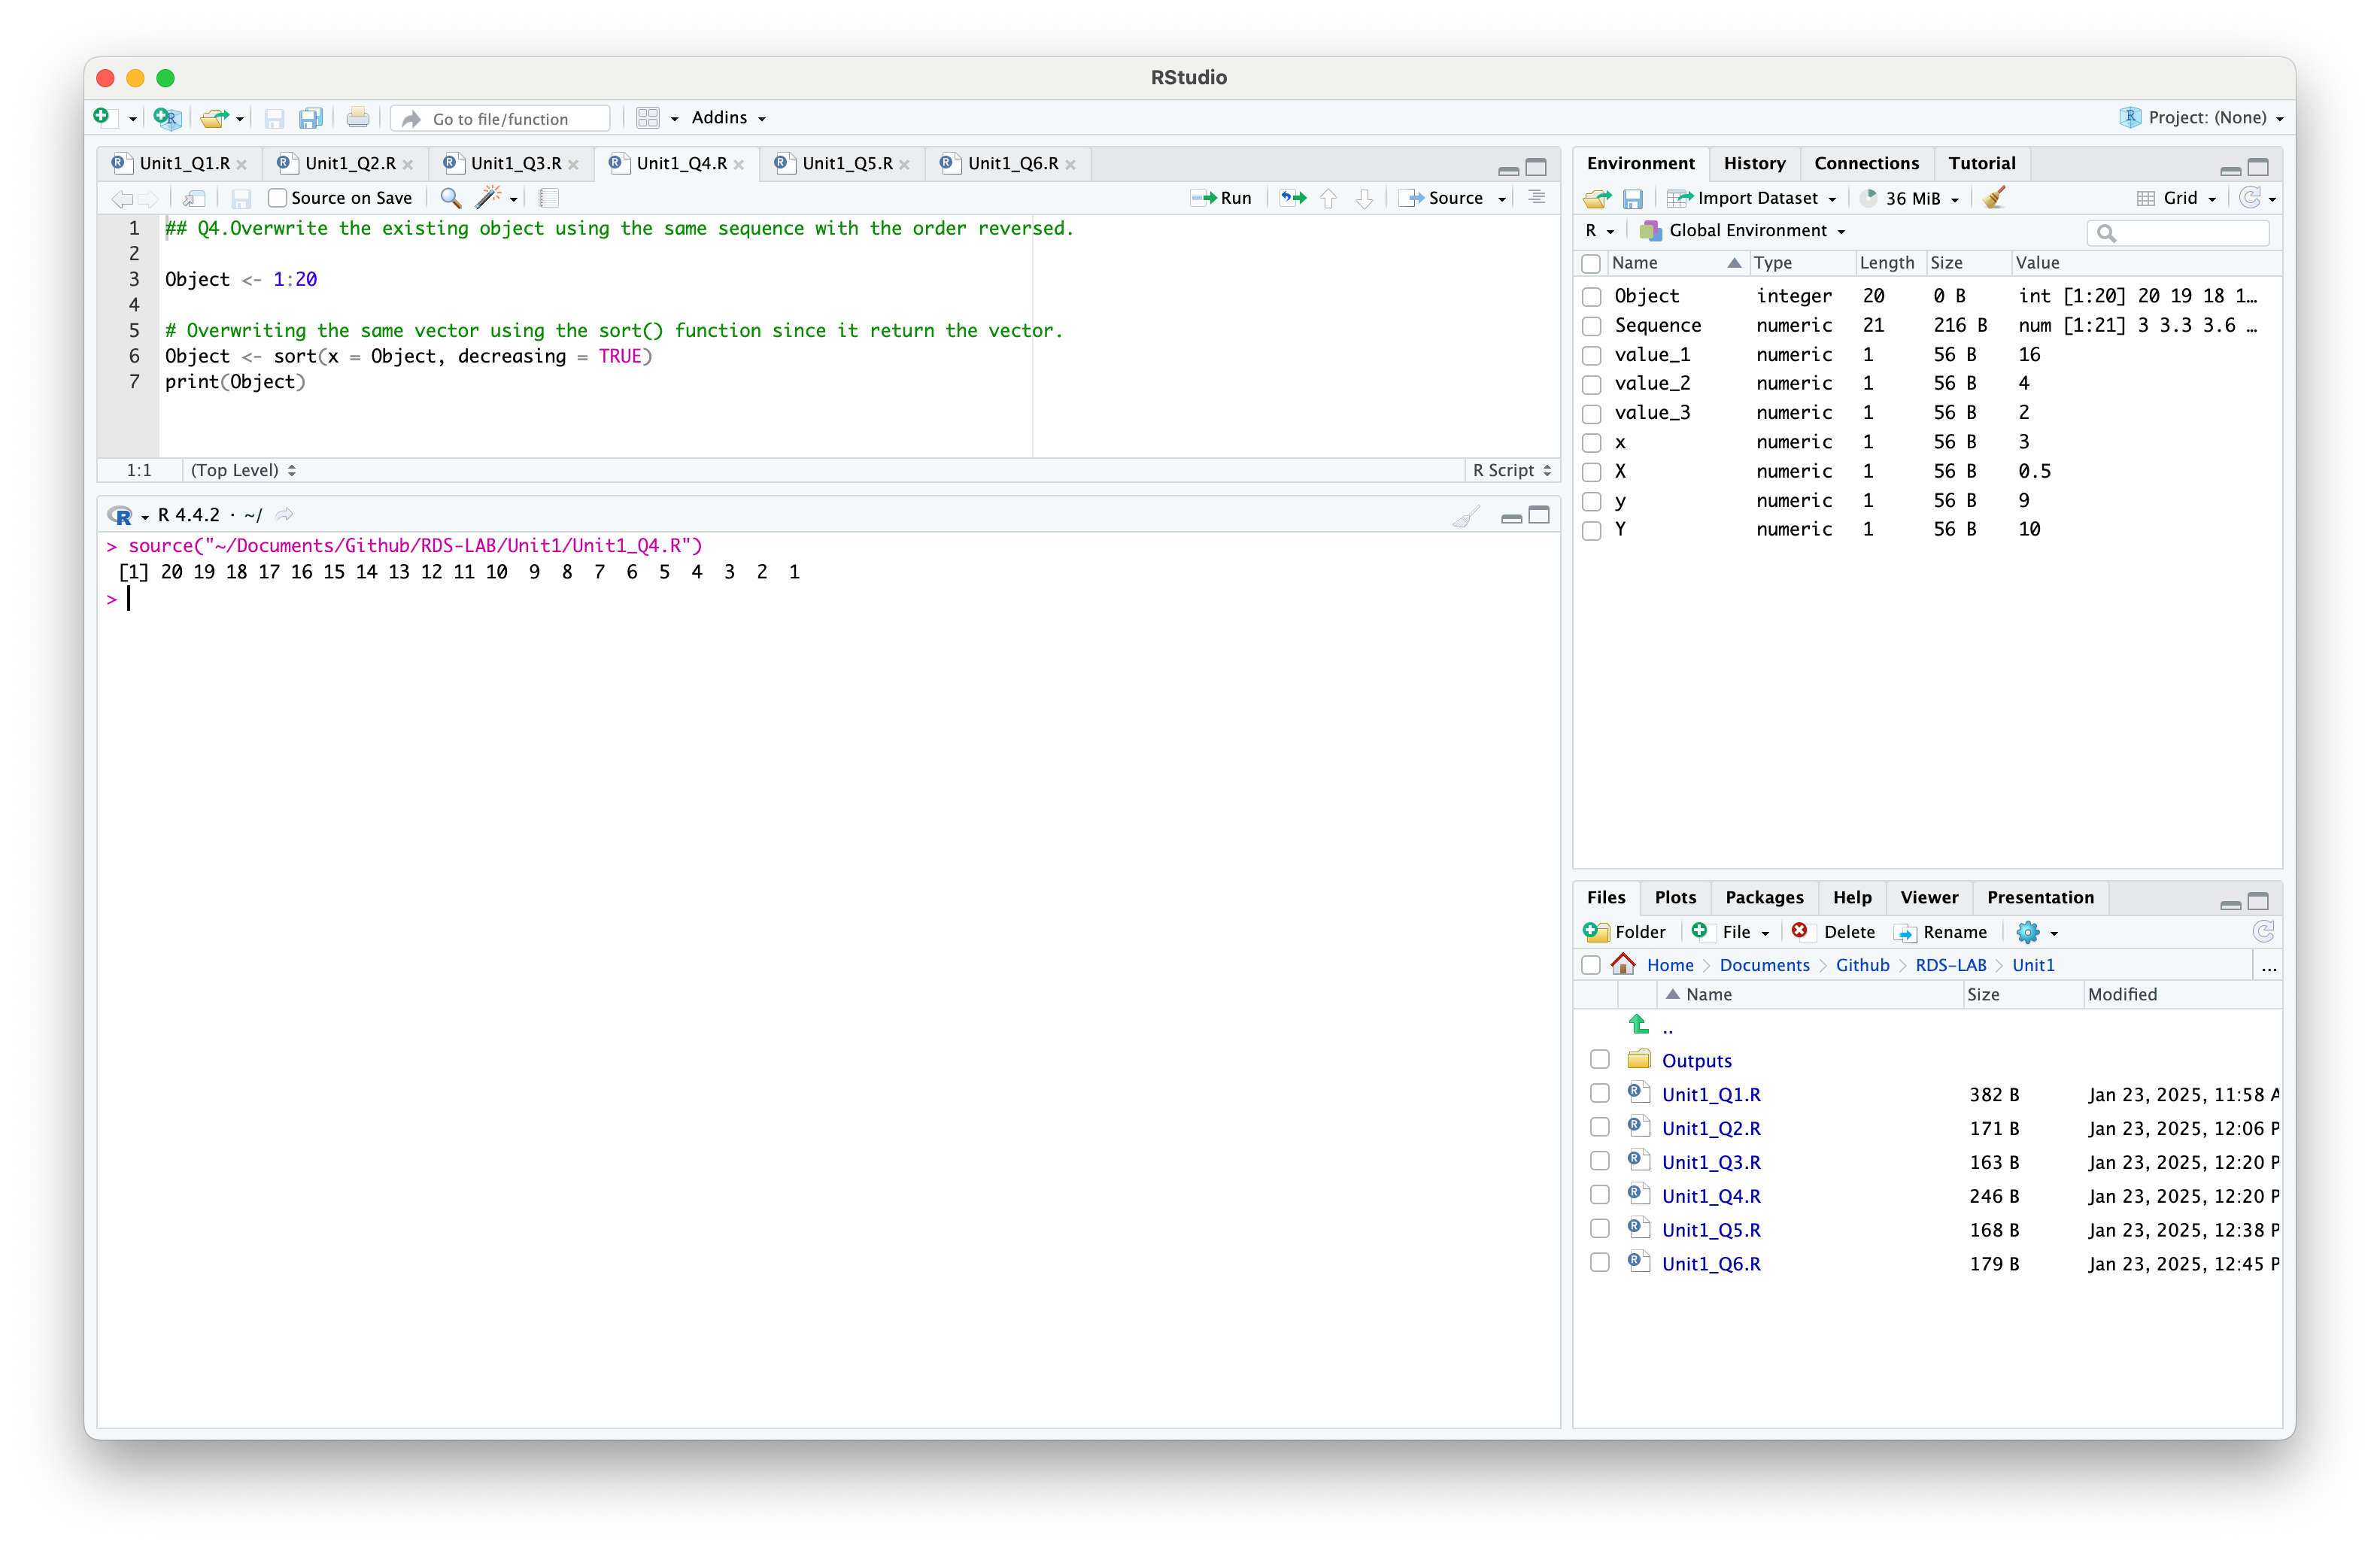 RStudio
Go to file/function
Addins
Project: (None)
Unit1_Q1.R
Unit1_Q2.R
Unit1_Q3.R
Unit1_Q4.R
Unit1_Q5.R
Unit1_Q6.R
Source on Save
Run
Source
1 ## Q4.Overwrite the existing object using the same sequence with the order reversed.
2
3 Object <- 1:20
4
5 # Overwriting the same vector using the sort() function since it return the vector.
6 Object <- sort(x = Object, decreasing = TRUE)
7 print(Object)
1:1 (Top Level) R Script
R 4.4.2 · ~/
> source("~/Documents/Github/RDS-LAB/Unit1/Unit1_Q4.R")
[1] 20 19 18 17 16 15 14 13 12 11 10 9 8 7 6 5 4 3 2 1
>
Environment History Connections Tutorial
Import Dataset 36 MiB Grid
R Global Environment
Name Type Length Size Value
Object integer 20 0 B int [1:20] 20 19 18 1…
Sequence numeric 21 216 B num [1:21] 3 3.3 3.6 …
value_1 numeric 1 56 B 16
value_2 numeric 1 56 B 4
value_3 numeric 1 56 B 2
x numeric 1 56 B 3
X numeric 1 56 B 0.5
y numeric 1 56 B 9
Y numeric 1 56 B 10
Files Plots Packages Help Viewer Presentation
Folder File Delete Rename
Home Documents Github RDS-LAB Unit1 ...
Name Size Modified
..
Outputs
Unit1_Q1.R 382 B Jan 23, 2025, 11:58 A
Unit1_Q2.R 171 B Jan 23, 2025, 12:06 P
Unit1_Q3.R 163 B Jan 23, 2025, 12:20 P
Unit1_Q4.R 246 B Jan 23, 2025, 12:20 P
Unit1_Q5.R 168 B Jan 23, 2025, 12:38 P
Unit1_Q6.R 179 B Jan 23, 2025, 12:45 P